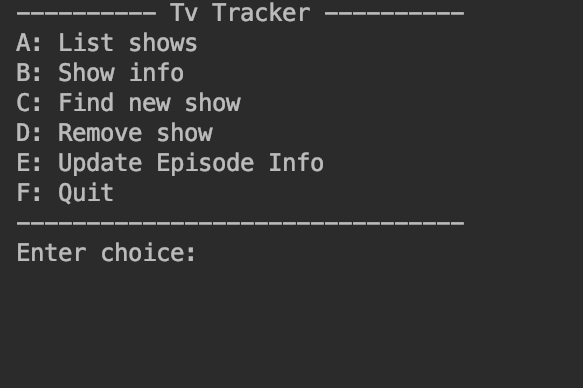 ---------- Tv Tracker ----------
A: List shows
B: Show info
C: Find new show
D: Remove show
E: Update Episode Info
F: Quit
--------------------------------
Enter choice: